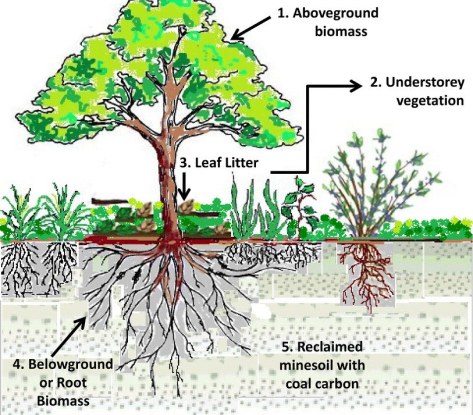 1. Aboveground
biomass
2. Understorey
vegetation
3. Leaf Litter
4. Belowground
or Root
Biomass
5. Reclaimed
minesoil with
coal carbon